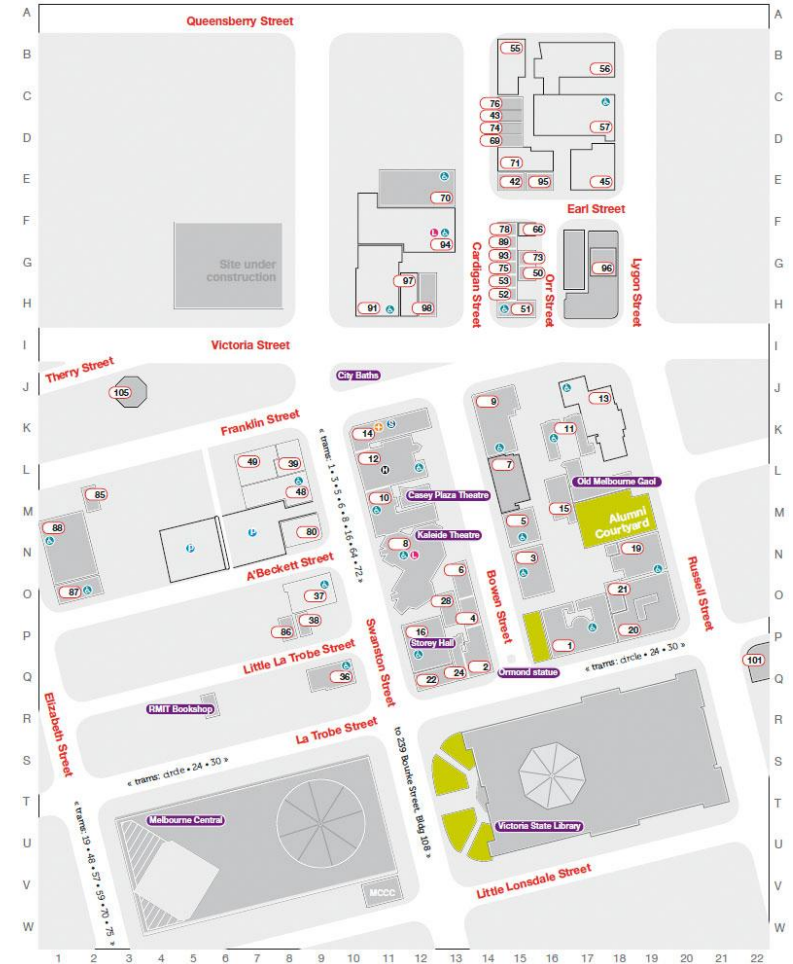 A
A
Queensberry Street
B
B
55
56
C
C
76
43
57
D
D
74
69
71
E
E
42
95
45
70
Earl Street
F
F
L
94
78
66
89
G
G
Site under
construction
93
73
96
75
50
97
53
H
H
91
98
52
51
Cardigan Street
Orr Street
Lygon Street
I
I
Victoria Street
Therry Street
City Baths
J
J
105
9
13
K
K
Franklin Street
14
S
11
L
L
49
39
12
H
7
48
Old Melbourne Gaol
M
M
85
10
Casey Plaza Theatre
15
Alumni
Courtyard
88
80
5
N
N
P
P
Kaleide Theatre
8
L
3
19
A'Beckett Street
« trams: 1 • 3 • 5 • 6 • 8 • 16 • 64 • 72 »
6
O
O
87
37
28
21
Bowen Street
Russell Street
P
P
86
38
4
16
Storey Hall
1
20
Little La Trobe Street
Swanston Street
101
Q
Q
36
22
24
2
Ormond statue
« trams: circle • 24 • 30 »
RMIT Bookshop
R
R
Elizabeth Street
La Trobe Street
S
S
« trams: circle • 24 • 30 »
to 239 Bourke Street, Bldg 108 »
T
T
« trams: 19 • 48 • 57 • 59 • 70 • 75 »
Melbourne Central
Victoria State Library
U
U
V
V
MCCC
Little Lonsdale Street
W
W
1 2 3 4 5 6 7 8 9 10 11 12 13 14 15 16 17 18 19 20 21 22